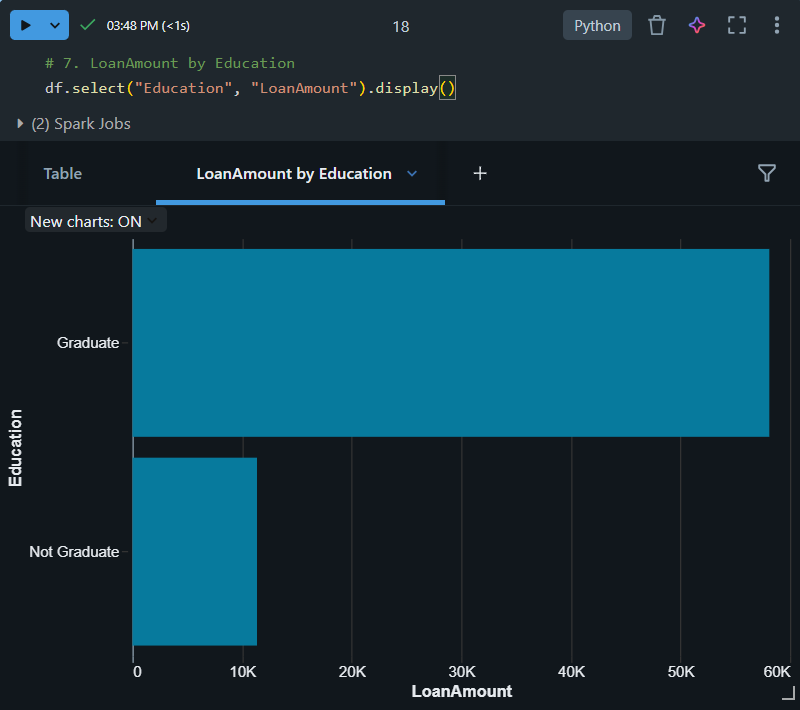 03:48 PM (<1s)
18
Python
# 7. LoanAmount by Education
df.select("Education", "LoanAmount").display()
(2) Spark Jobs
Table
LoanAmount by Education
+
New charts: ON
Graduate
Not Graduate
Education
0
10K
20K
30K
40K
50K
60K
LoanAmount